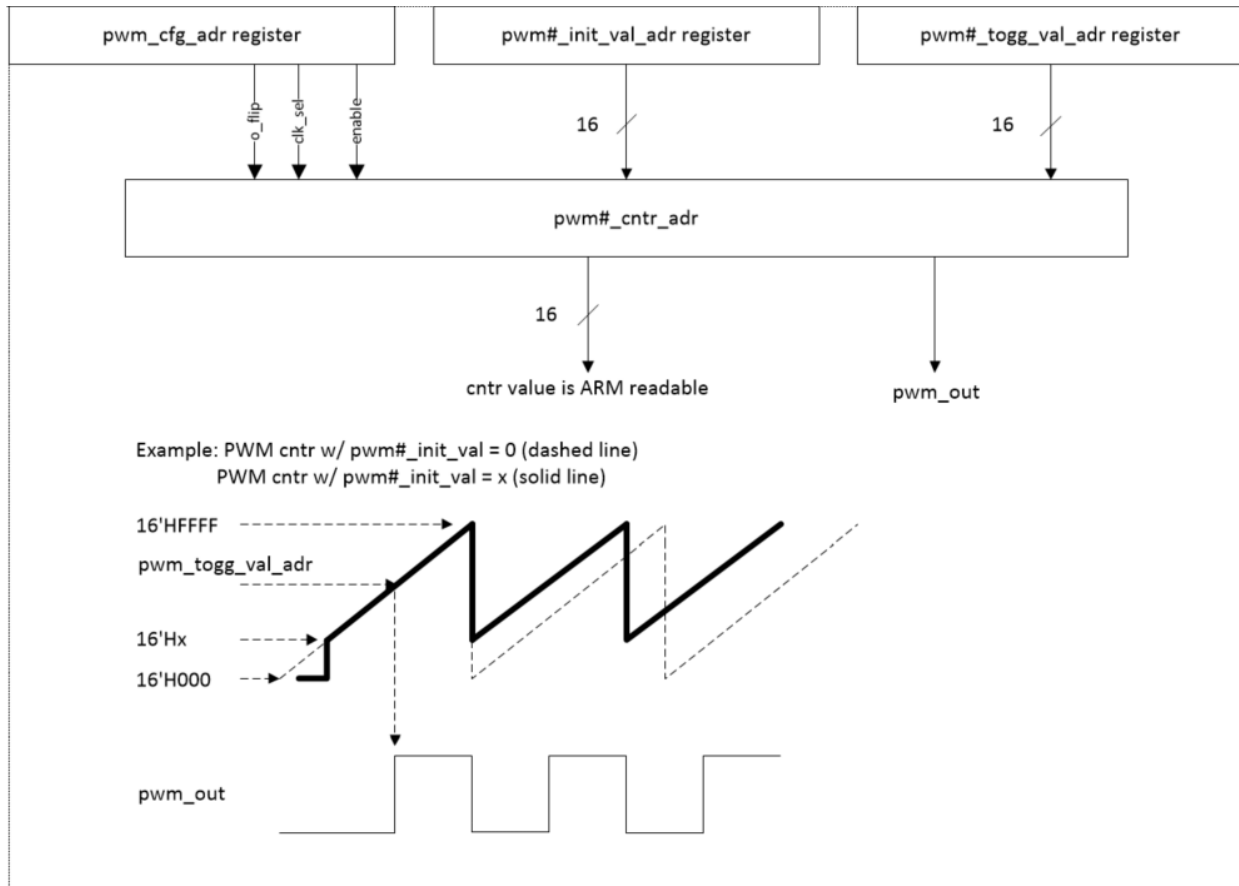 pwm_cfg_adr register
pwm#_init_val_adr register
pwm#_togg_val_adr register
o_flip
clk_sel
enable
16
16
pwm#_cntr_adr
16
cntr value is ARM readable
pwm_out
Example: PWM cntr w/ pwm#_init_val = 0 (dashed line)
PWM cntr w/ pwm#_init_val = x (solid line)
16'HFFFF
pwm_togg_val_adr
16'Hx
16'H000
pwm_out